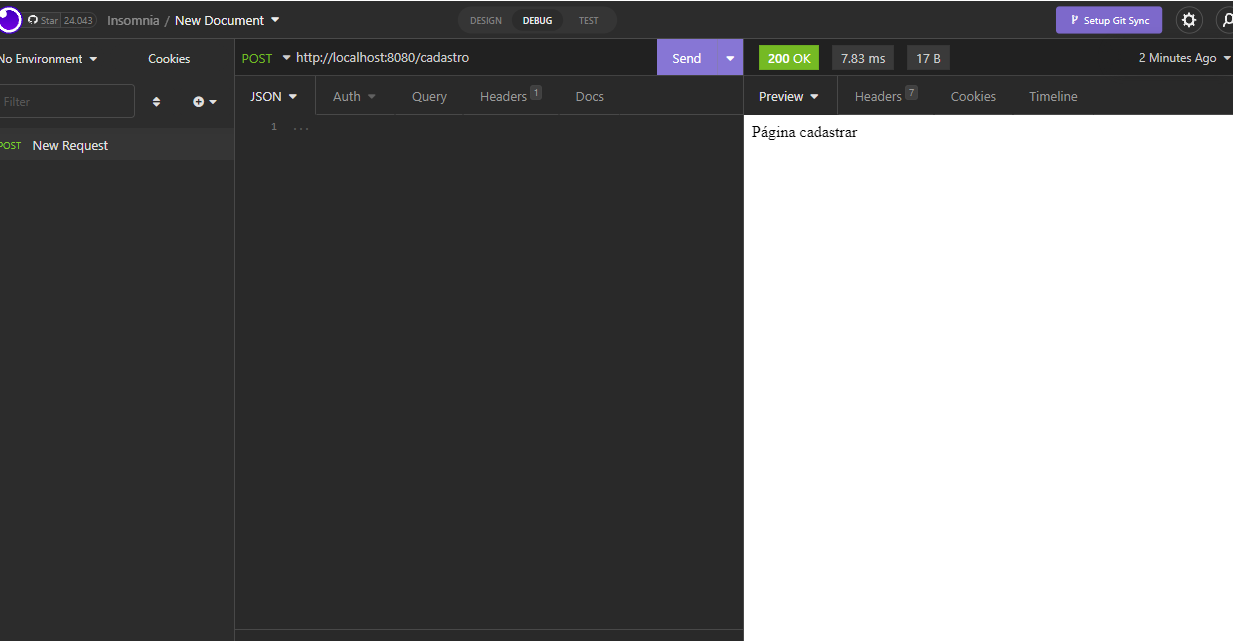 Star 24.043 Insomnia / New Document DESIGN DEBUG TEST Setup Git Sync
No Environment Cookies POST http://localhost:8080/cadastro Send 200 OK 7.83 ms 17 B 2 Minutes Ago
Filter JSON Auth Query Headers 1 Docs Preview Headers 7 Cookies Timeline
1 ...
POST New Request
Página cadastrar